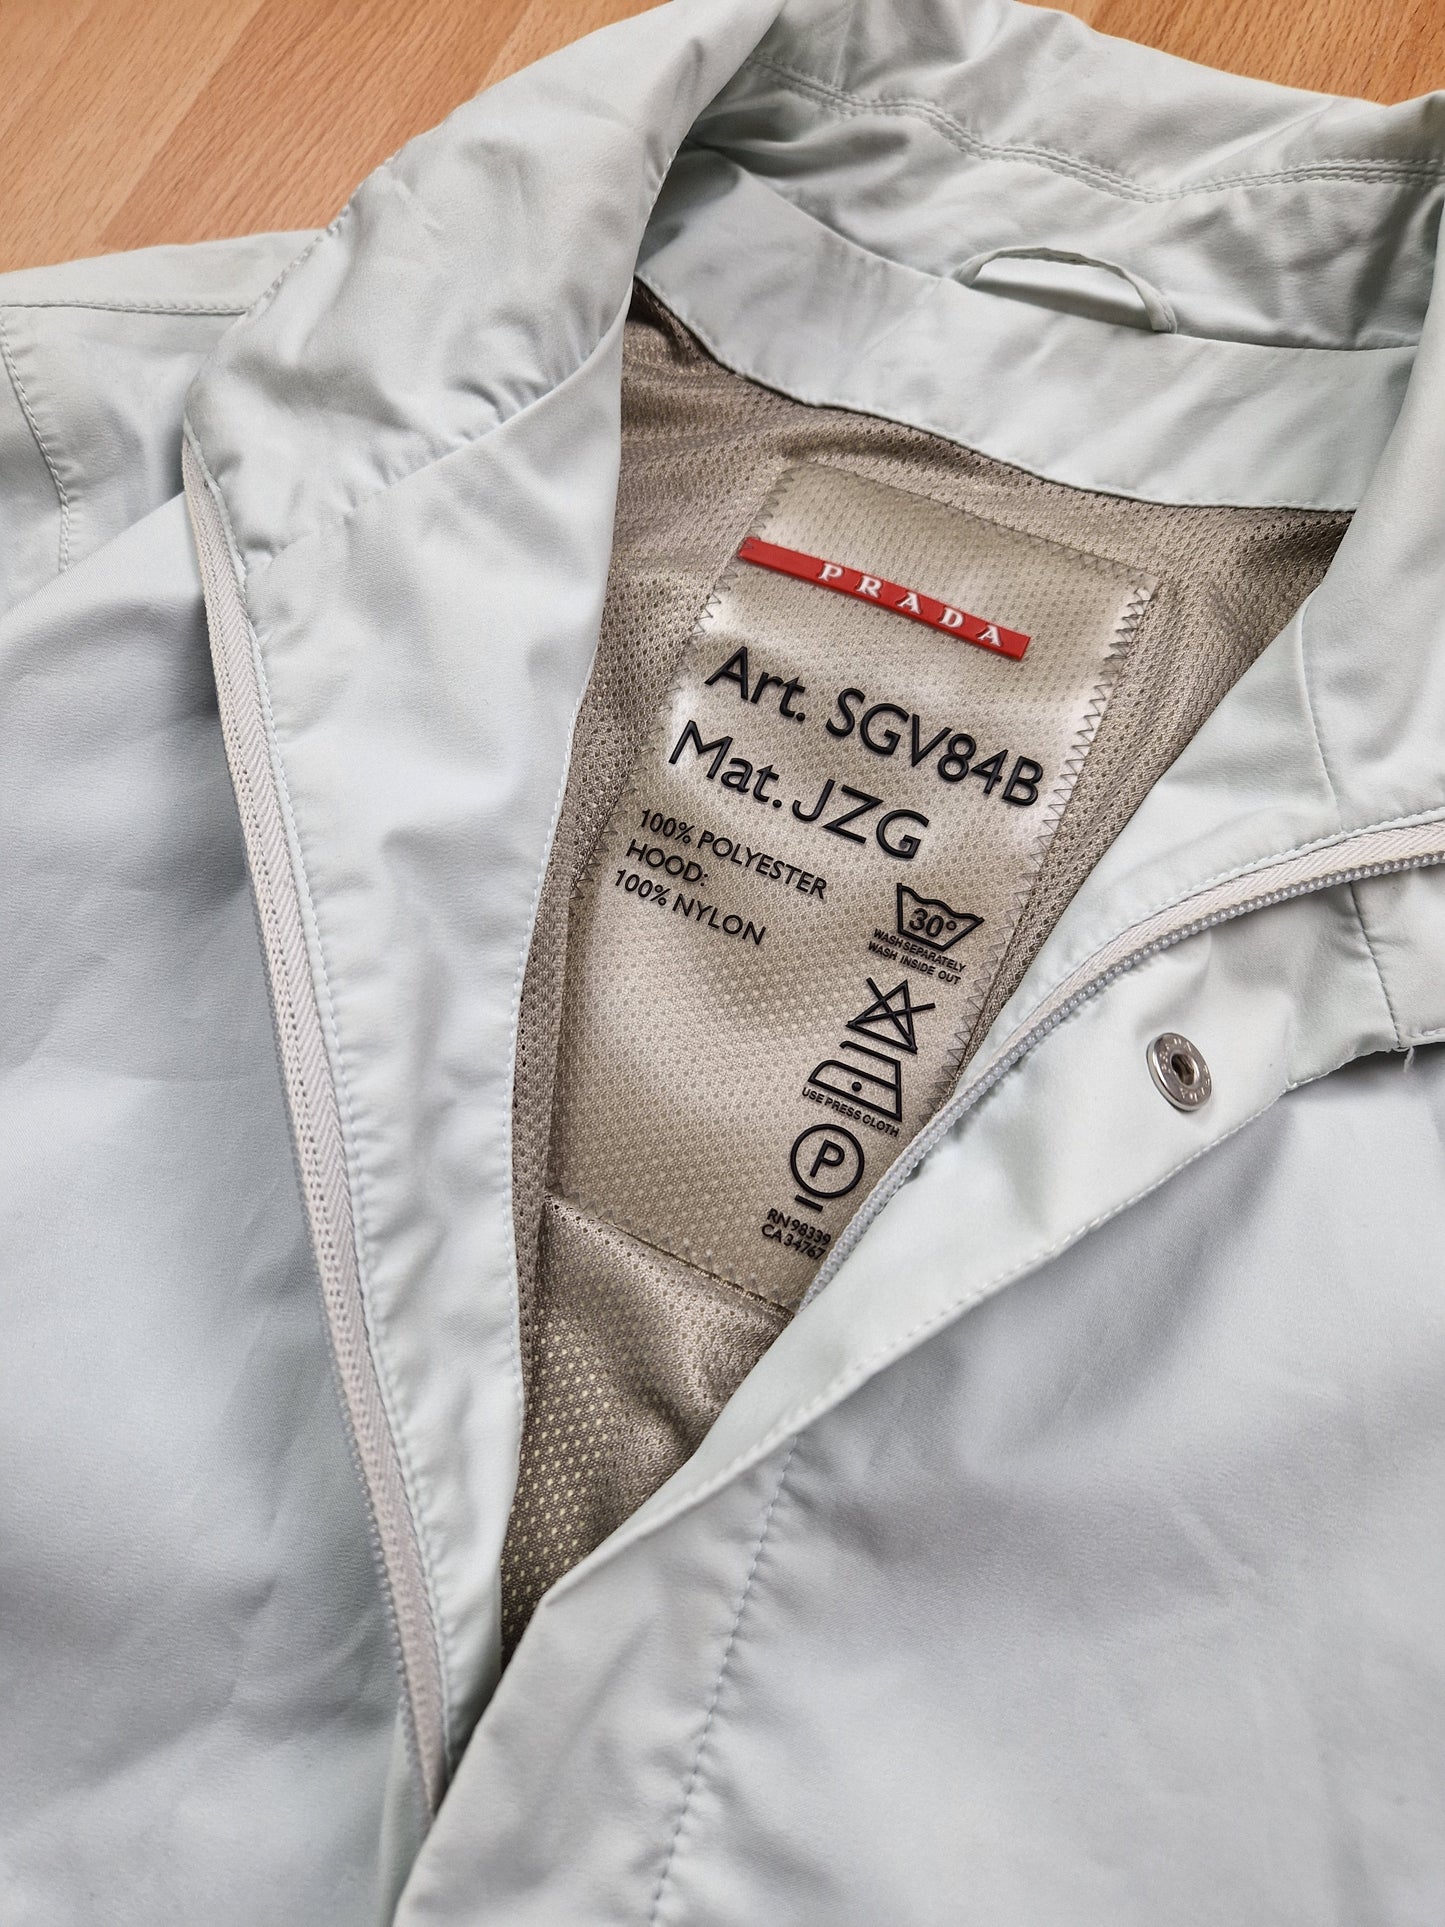 PRADA
Art. SGV84B
Mat. JZG
100% POLYESTER
HOOD:
100% NYLON
30°
WASH SEPARATELY
WASH INSIDE OUT
USE PRESS CLOTH
P
RN 98339
CA 34767